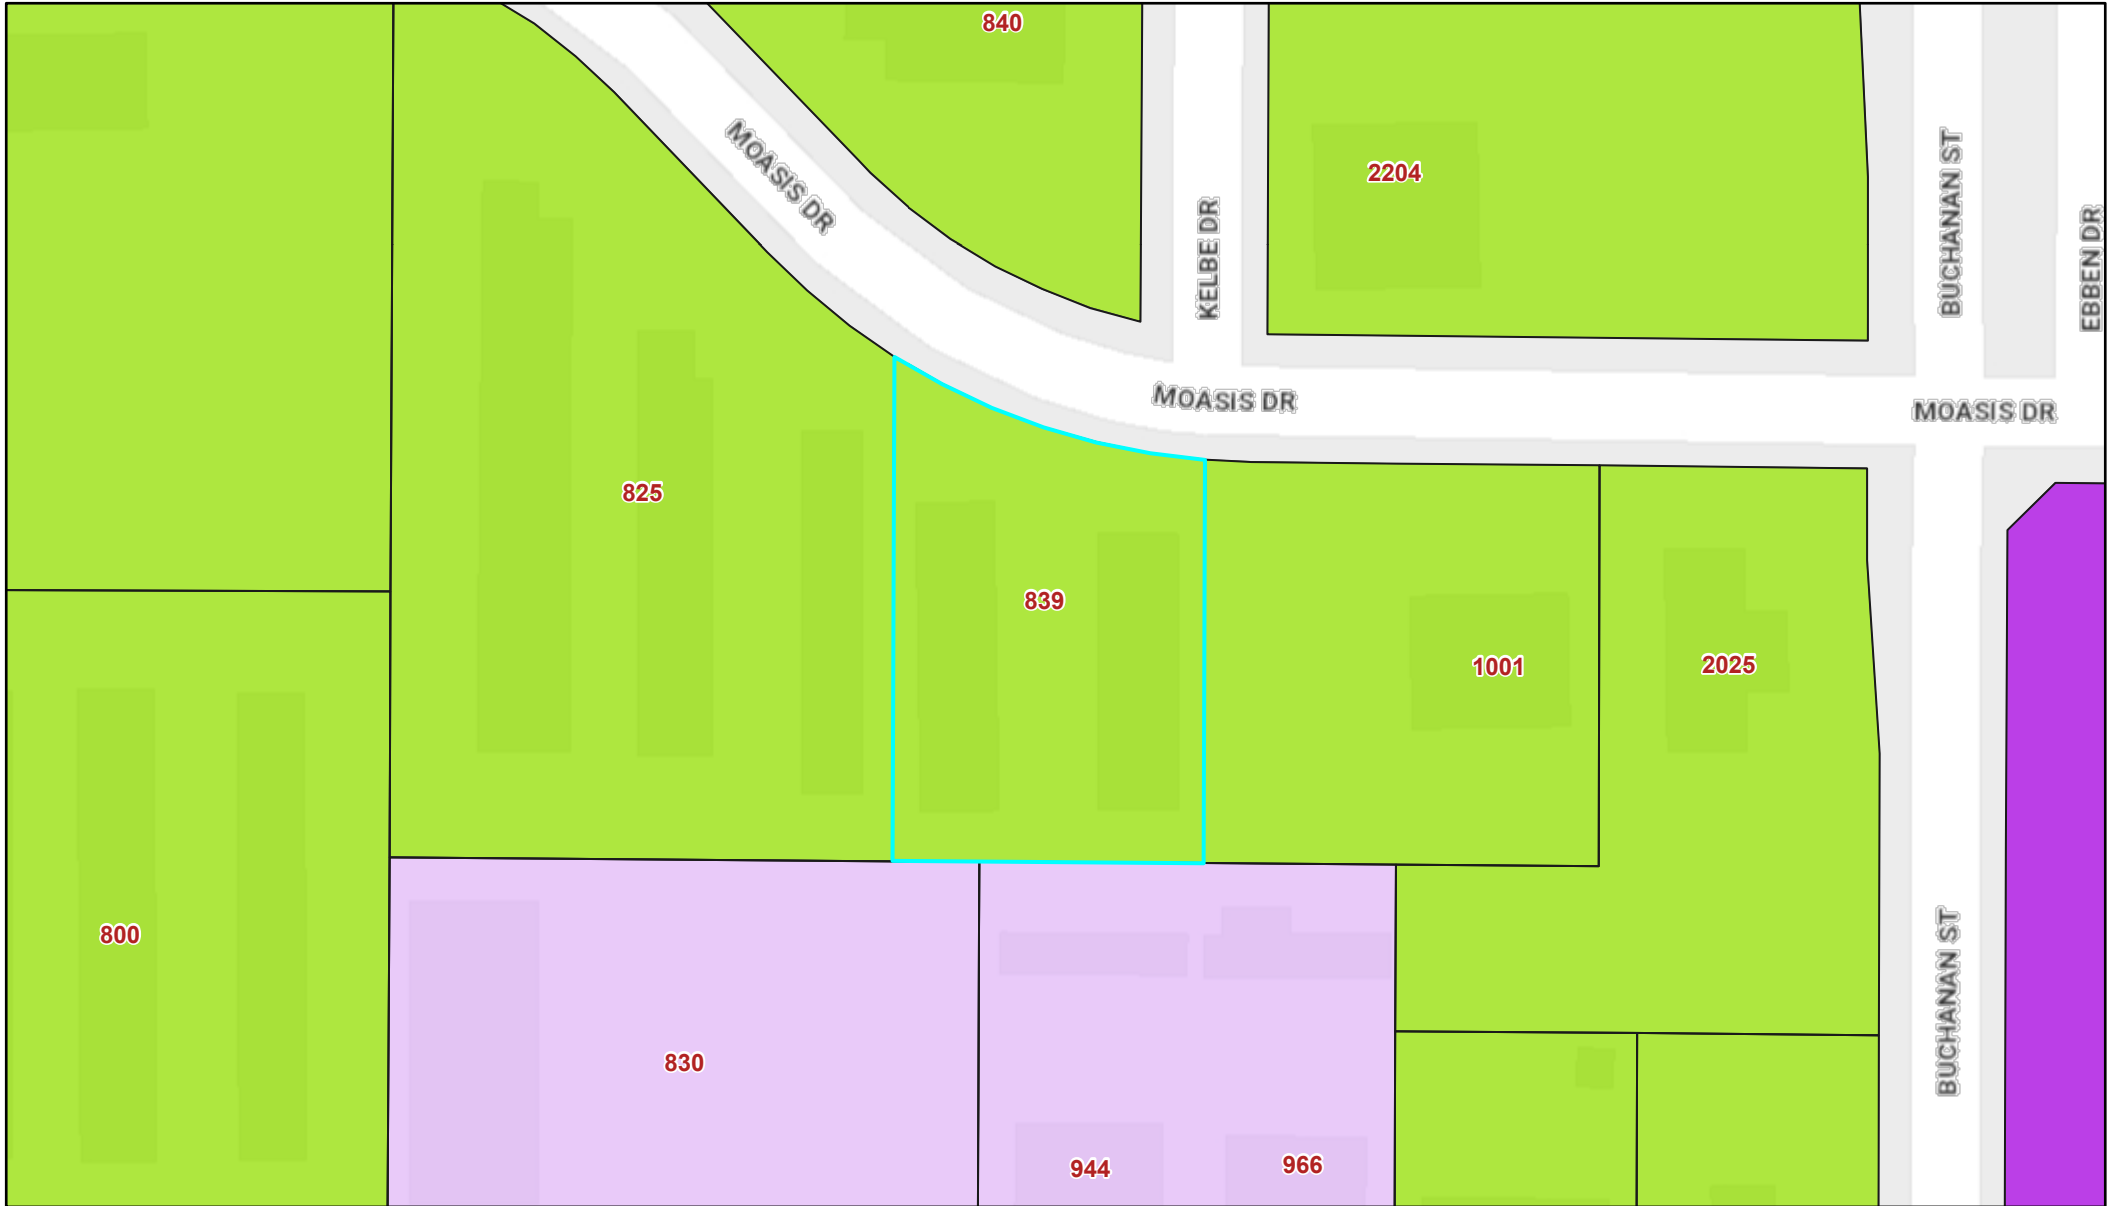 840
MOASIS DR
2204
BUCHANAN ST
KELBE DR
EBBEN DR
MOASIS DR
MOASIS DR
825
839
1001
2025
800
830
BUCHANAN ST
944
966